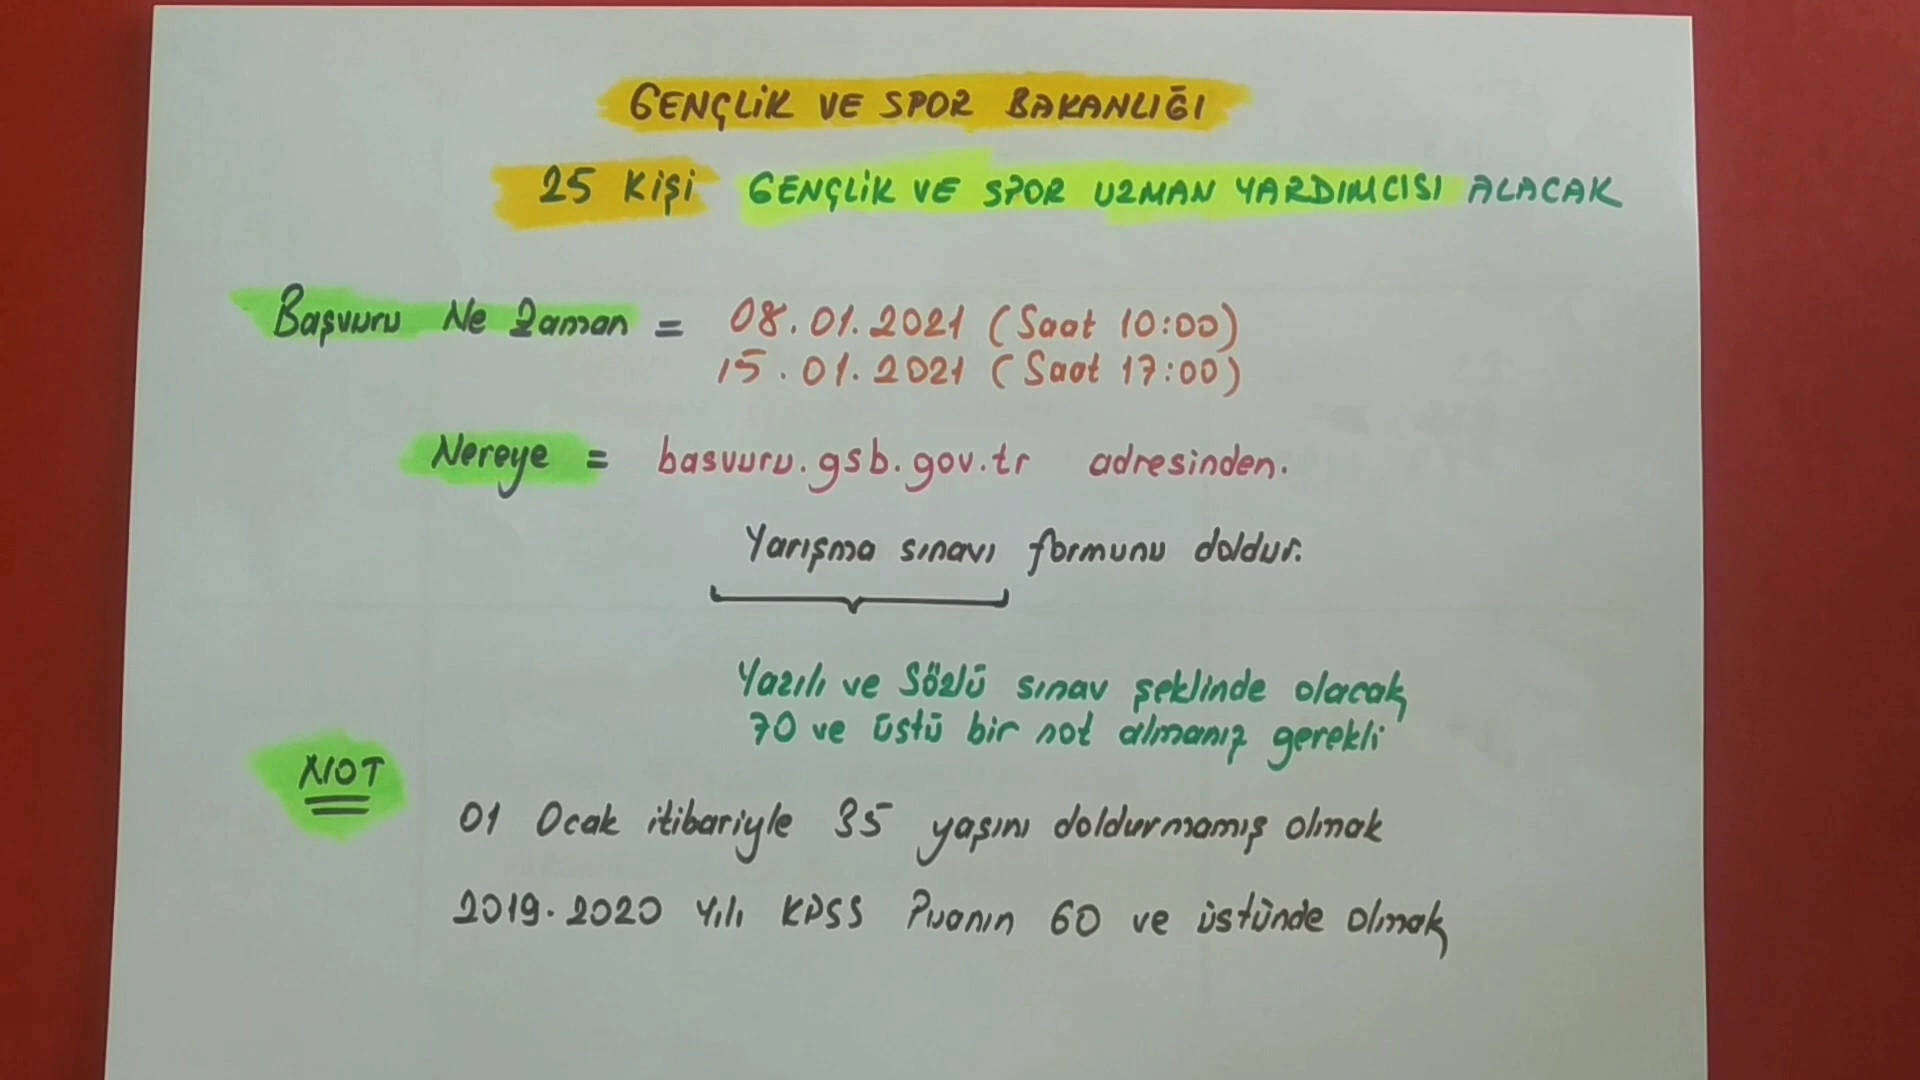 GENÇLİK VE SPOR BAKANLIĞI
25 Kişi GENÇLİK VE SPOR UZMAN YARDIMCISI ALACAK
Başvuru Ne Zaman = 08.01.2021 (Saat 10:00)
15.01.2021 (Saat 17:00)
Nereye = basvuru.gsb.gov.tr adresinden.
Yarışma sınavı formunu doldur.
Yazılı ve Sözlü sınav şeklinde olacak
70 ve üstü bir not almanız gerekli
NOT
01 Ocak itibariyle 35 yaşını doldurmamış olmak
2019-2020 Yılı KPSS Puanın 60 ve üstünde olmak